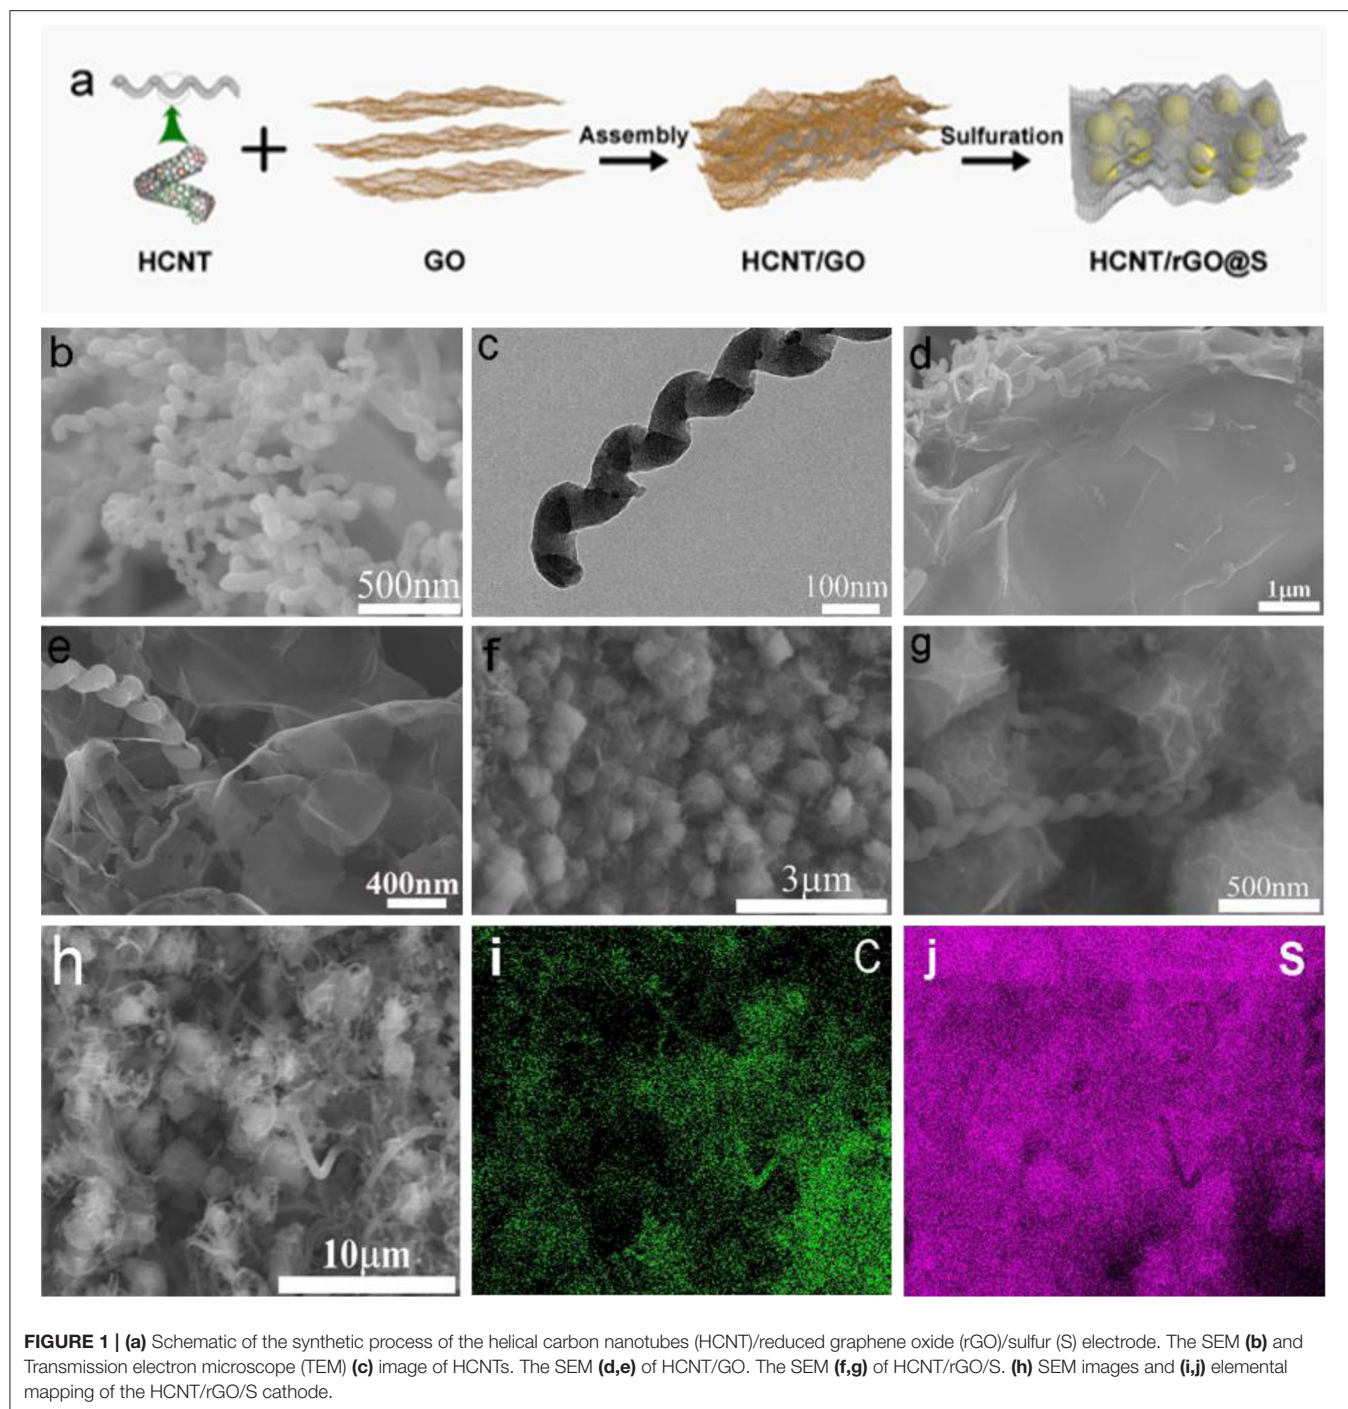 a
Assembly
Sulfuration
HCNT
GO
HCNT/GO
HCNT/rGO@S
b
500nm
c
100nm
d
1μm
e
400nm
f
3μm
g
500nm
h
10μm
i
C
j
S
FIGURE 1 | (a) Schematic of the synthetic process of the helical carbon nanotubes (HCNT)/reduced graphene oxide (rGO)/sulfur (S) electrode. The SEM (b) and
Transmission electron microscope (TEM) (c) image of HCNTs. The SEM (d,e) of HCNT/GO. The SEM (f,g) of HCNT/rGO/S. (h) SEM images and (i,j) elemental
mapping of the HCNT/rGO/S cathode.